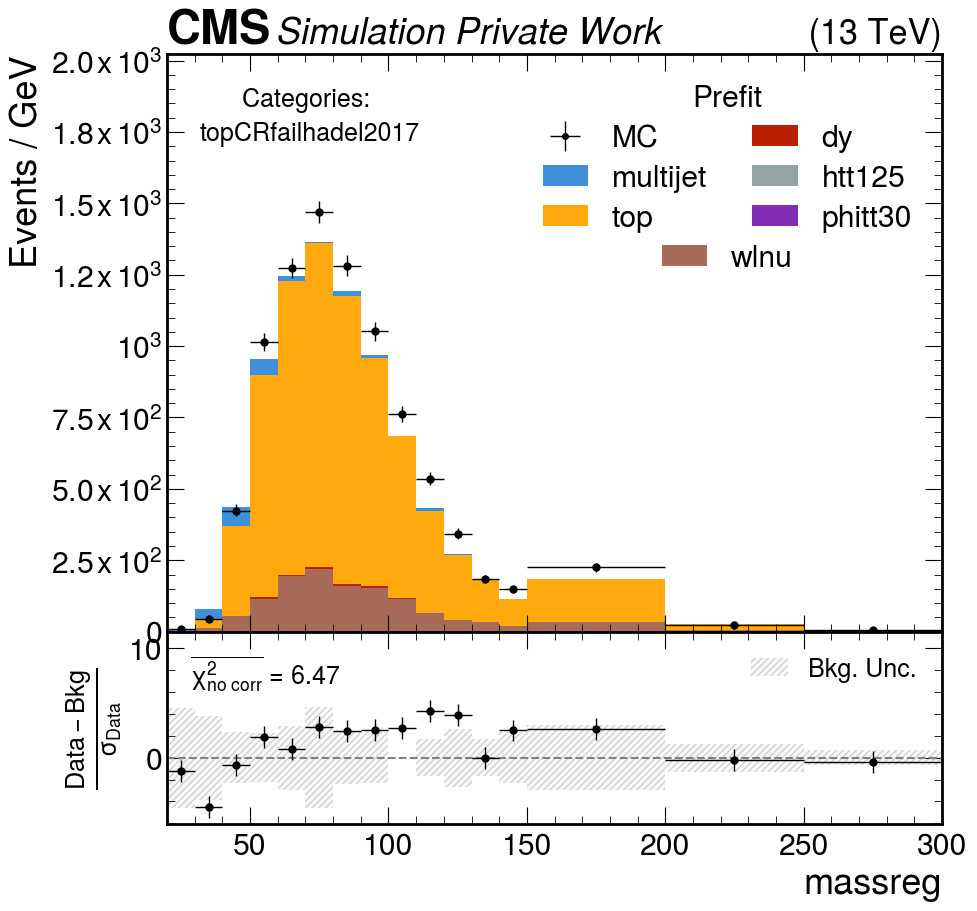 CMS Simulation Private Work (13 TeV)
Events / GeV
2.0 x 10³
1.8 x 10³
1.5 x 10³
1.2 x 10³
10³
7.5 x 10²
5.0 x 10²
2.5 x 10²
0
Categories:
topCRfailhadel2017
Prefit
MC
multijet
top
dy
htt125
phitt30
wlnu
10
0
Data – Bkg
σData
χ²no corr = 6.47
Bkg. Unc.
50 100 150 200 250 300
massreg